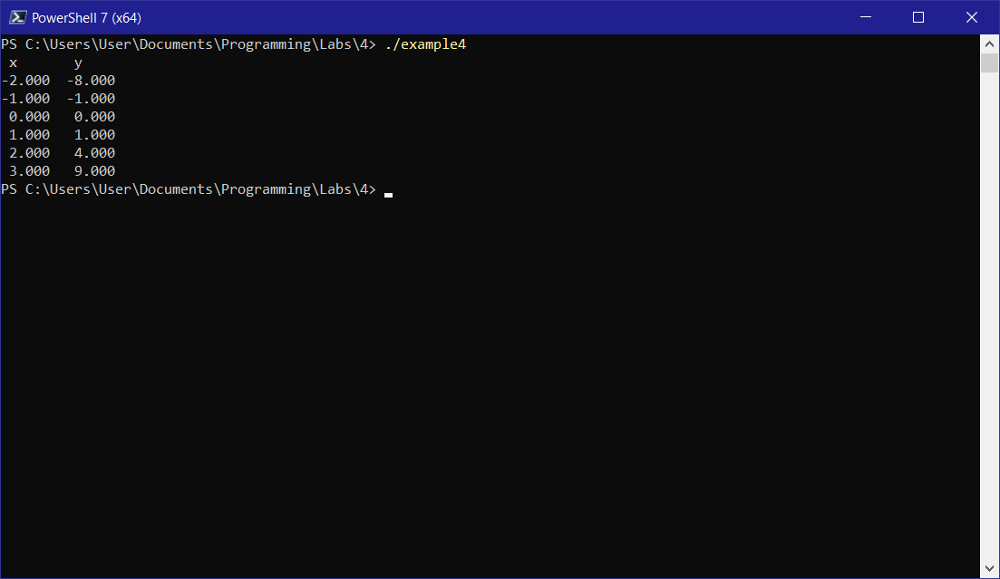 PowerShell 7 (x64)
PS C:\Users\User\Documents\Programming\Labs\4> ./example4
 x       y
-2.000  -8.000
-1.000  -1.000
 0.000   0.000
 1.000   1.000
 2.000   4.000
 3.000   9.000
PS C:\Users\User\Documents\Programming\Labs\4>